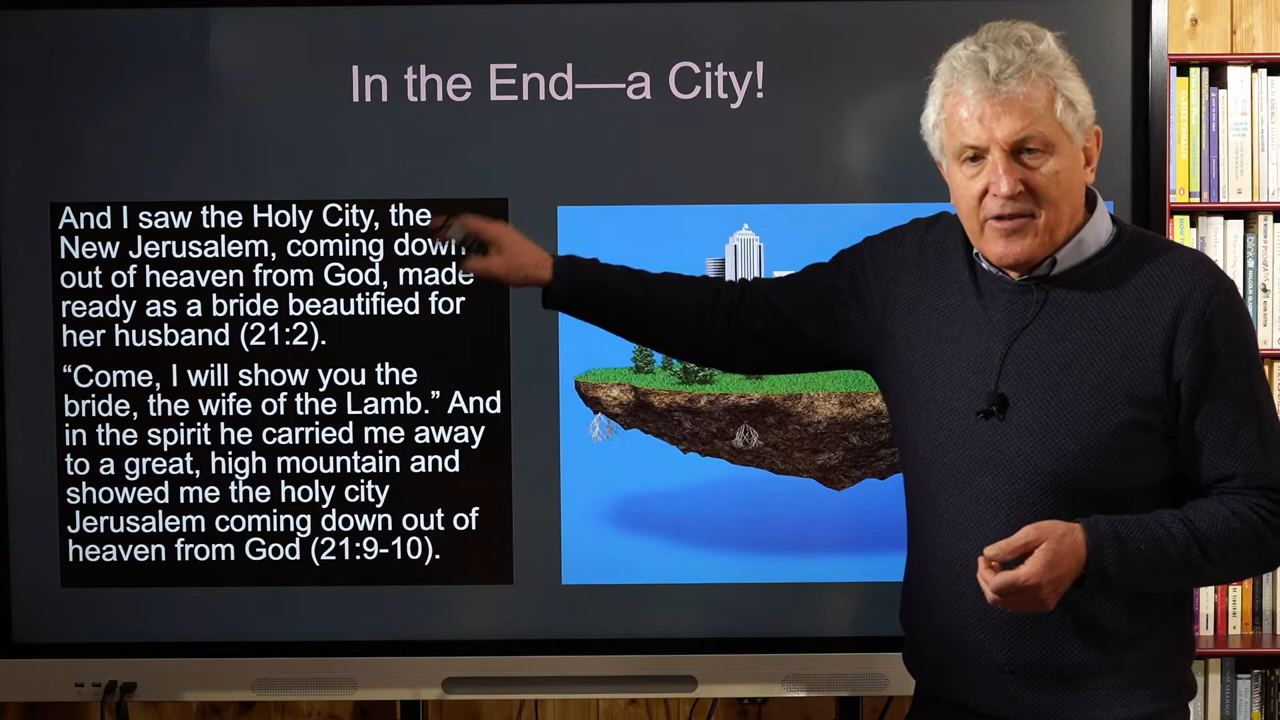 In the End—a City!
And I saw the Holy City, the
New Jerusalem, coming down
out of heaven from God, made
ready as a bride beautified for
her husband (21:2).
“Come, I will show you the
bride, the wife of the Lamb.” And
in the spirit he carried me away
to a great, high mountain and
showed me the holy city
Jerusalem coming down out of
heaven from God (21:9-10).
blink